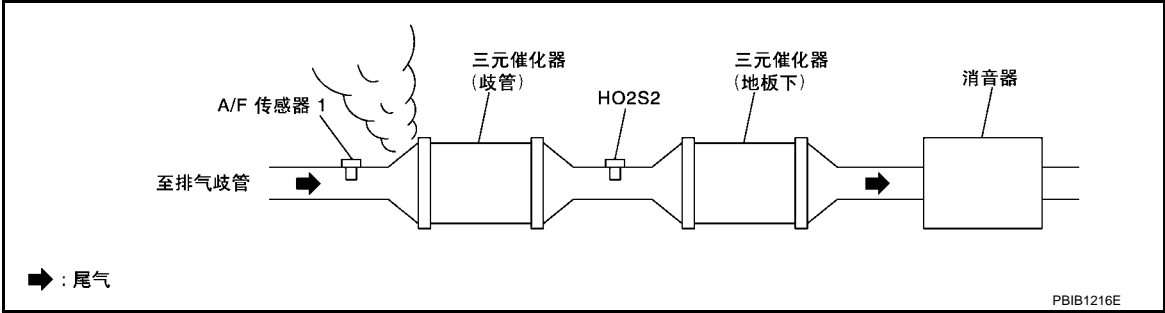 三元催化器
(歧管)
三元催化器
(地板下)
消音器
A/F 传感器 1
HO2S2
至排气歧管
: 尾气
PBIB1216E